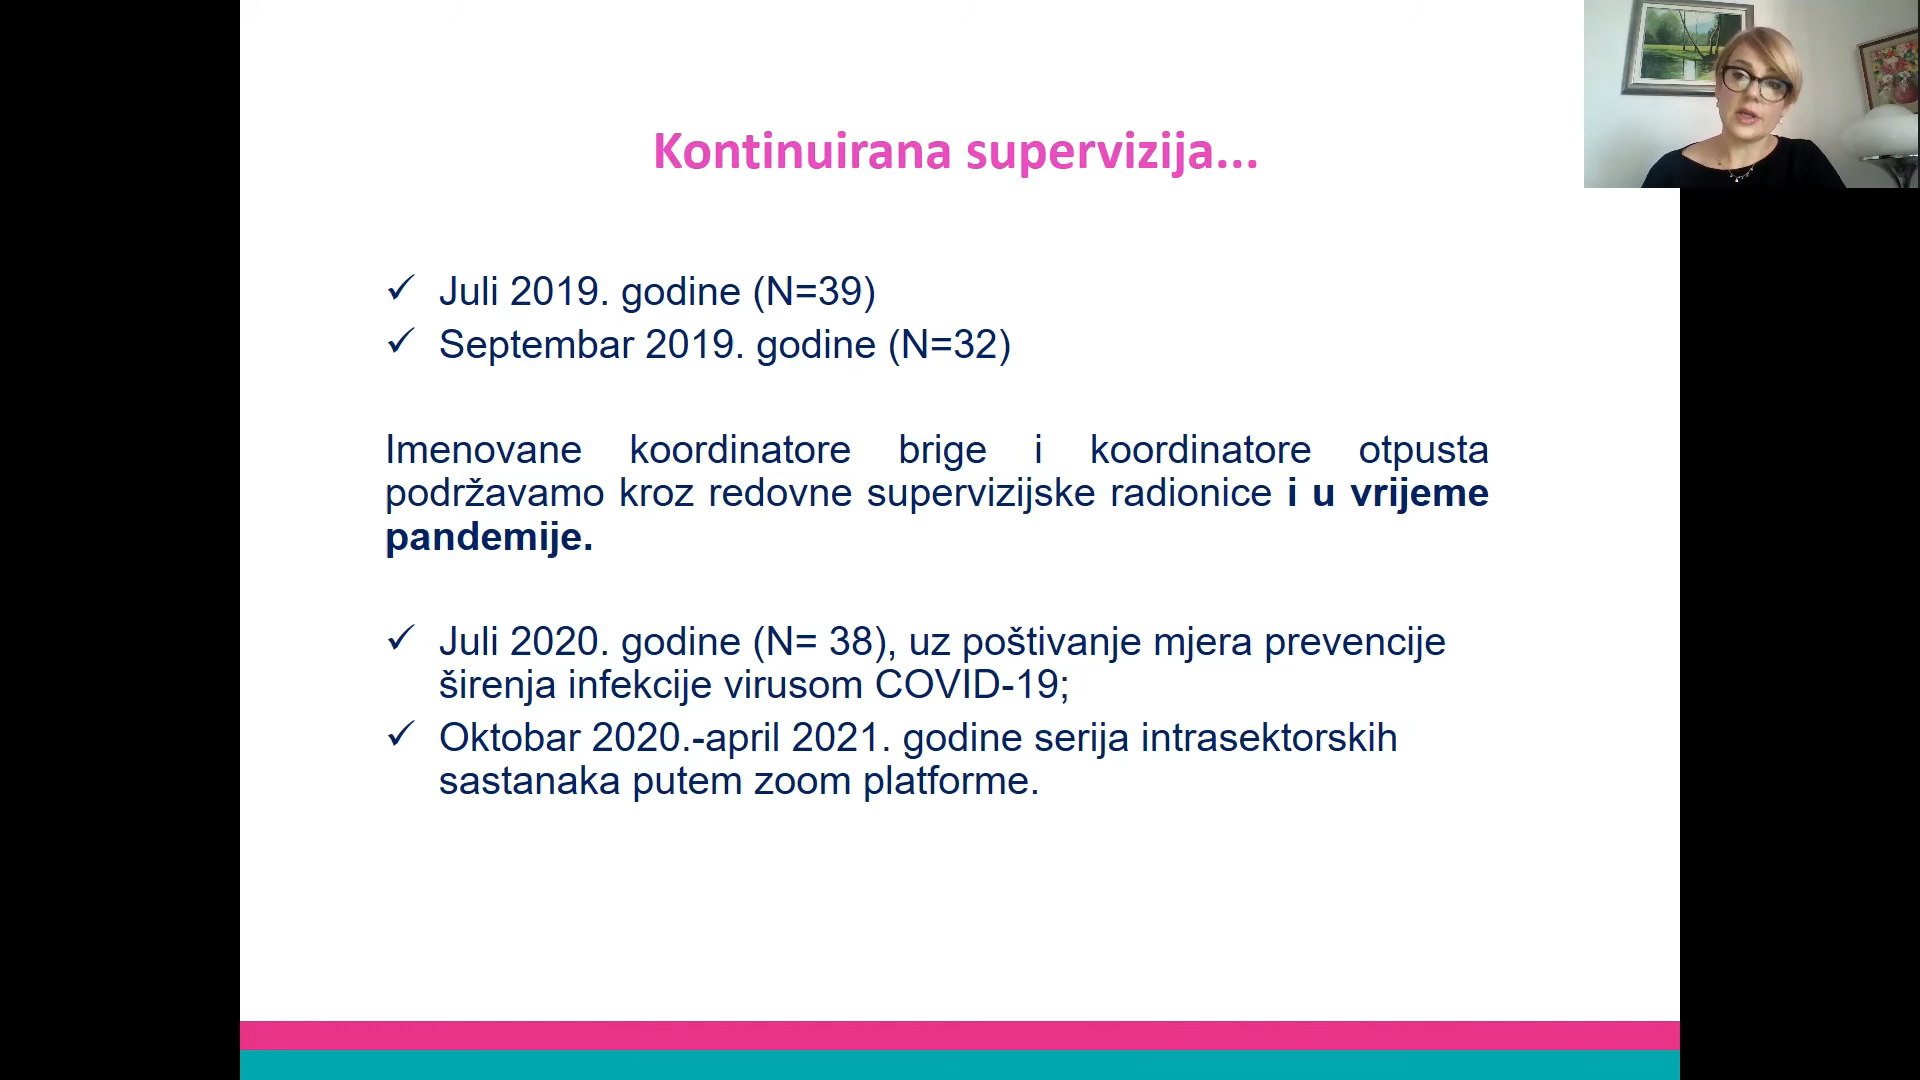 Kontinuirana supervizija...
✓ Juli 2019. godine (N=39)
✓ Septembar 2019. godine (N=32)
Imenovane koordinatore brige i koordinatore otpusta
podržavamo kroz redovne supervizijske radionice i u vrijeme
pandemije.
✓ Juli 2020. godine (N= 38), uz poštivanje mjera prevencije
širenja infekcije virusom COVID-19;
✓ Oktobar 2020.-april 2021. godine serija intrasektorskih
sastanaka putem zoom platforme.